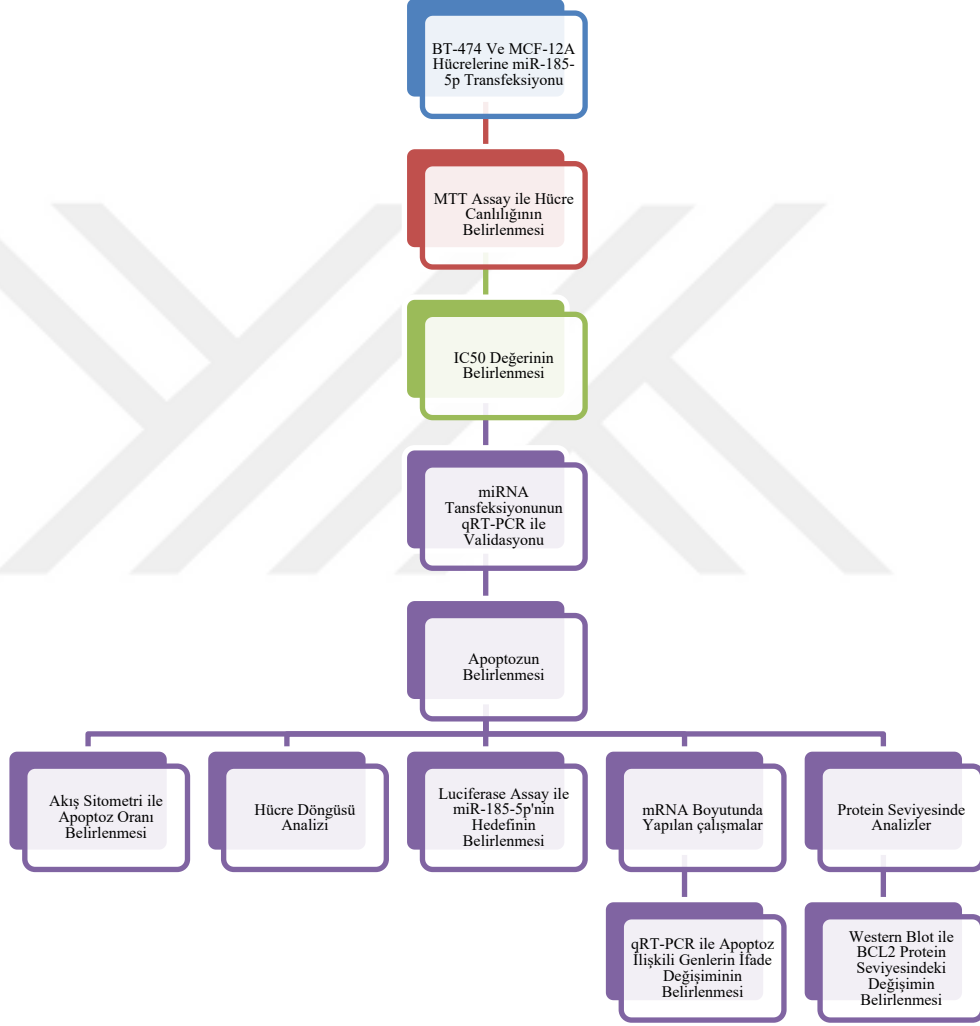 BT-474 Ve MCF-12A
Hücrelerine miR-185-
5p Transfeksiyonu
MTT Assay ile Hücre
Canlılığının
Belirlenmesi
IC50 Değerinin
Belirlenmesi
miRNA
Tansfeksiyonunun
qRT-PCR ile
Validasyonu
Apoptozun
Belirlenmesi
Akış Sitometri ile
Apoptoz Oranı
Belirlenmesi
Hücre Döngüsü
Analizi
Luciferase Assay ile
miR-185-5p'nin
Hedefinin
Belirlenmesi
mRNA Boyutunda
Yapılan çalışmalar
Protein Seviyesinde
Analizler
qRT-PCR ile Apoptoz
İlişkili Genlerin İfade
Değişiminin
Belirlenmesi
Western Blot ile
BCL2 Protein
Seviyesindeki
Değişimin
Belirlenmesi